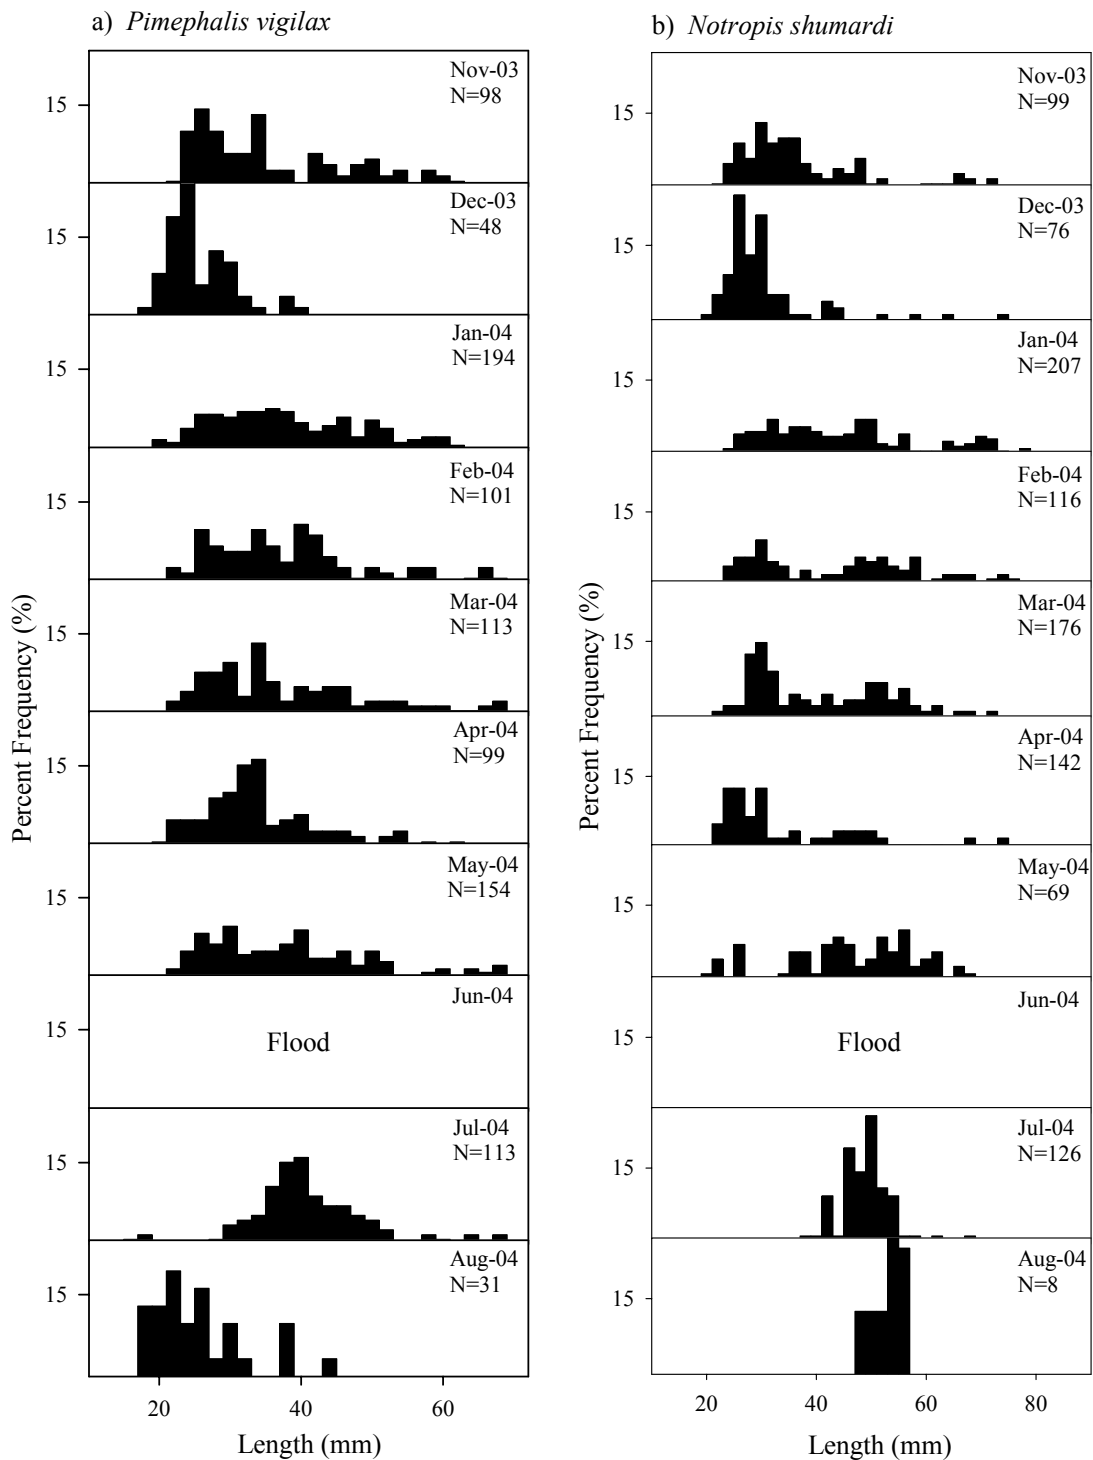 a) Pimephalis vigilax
Nov-03
N=98
15
Dec-03
N=48
15
Jan-04
N=194
15
Feb-04
N=101
15
Mar-04
N=113
15
Apr-04
N=99
15
May-04
N=154
15
Jun-04
15
Flood
Jul-04
N=113
15
Aug-04
N=31
15
20 40 60
Length (mm)
Percent Frequency (%)
b) Notropis shumardi
Nov-03
N=99
15
Dec-03
N=76
15
Jan-04
N=207
15
Feb-04
N=116
15
Mar-04
N=176
15
Apr-04
N=142
15
May-04
N=69
15
Jun-04
15
Flood
Jul-04
N=126
15
Aug-04
N=8
15
20 40 60 80
Length (mm)
Percent Frequency (%)